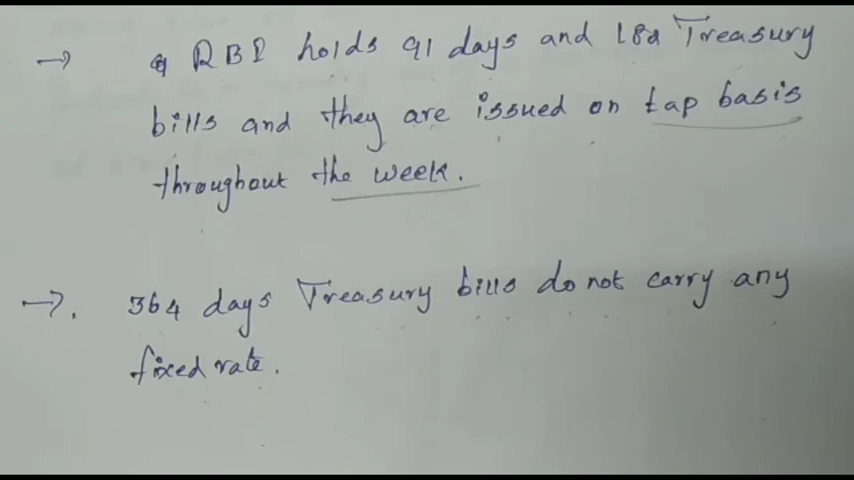 → RBI holds 91 days and 182 Treasury
bills and they are issued on tap basis
throughout the week.
→. 364 days Treasury bills do not carry any
fixed rate.